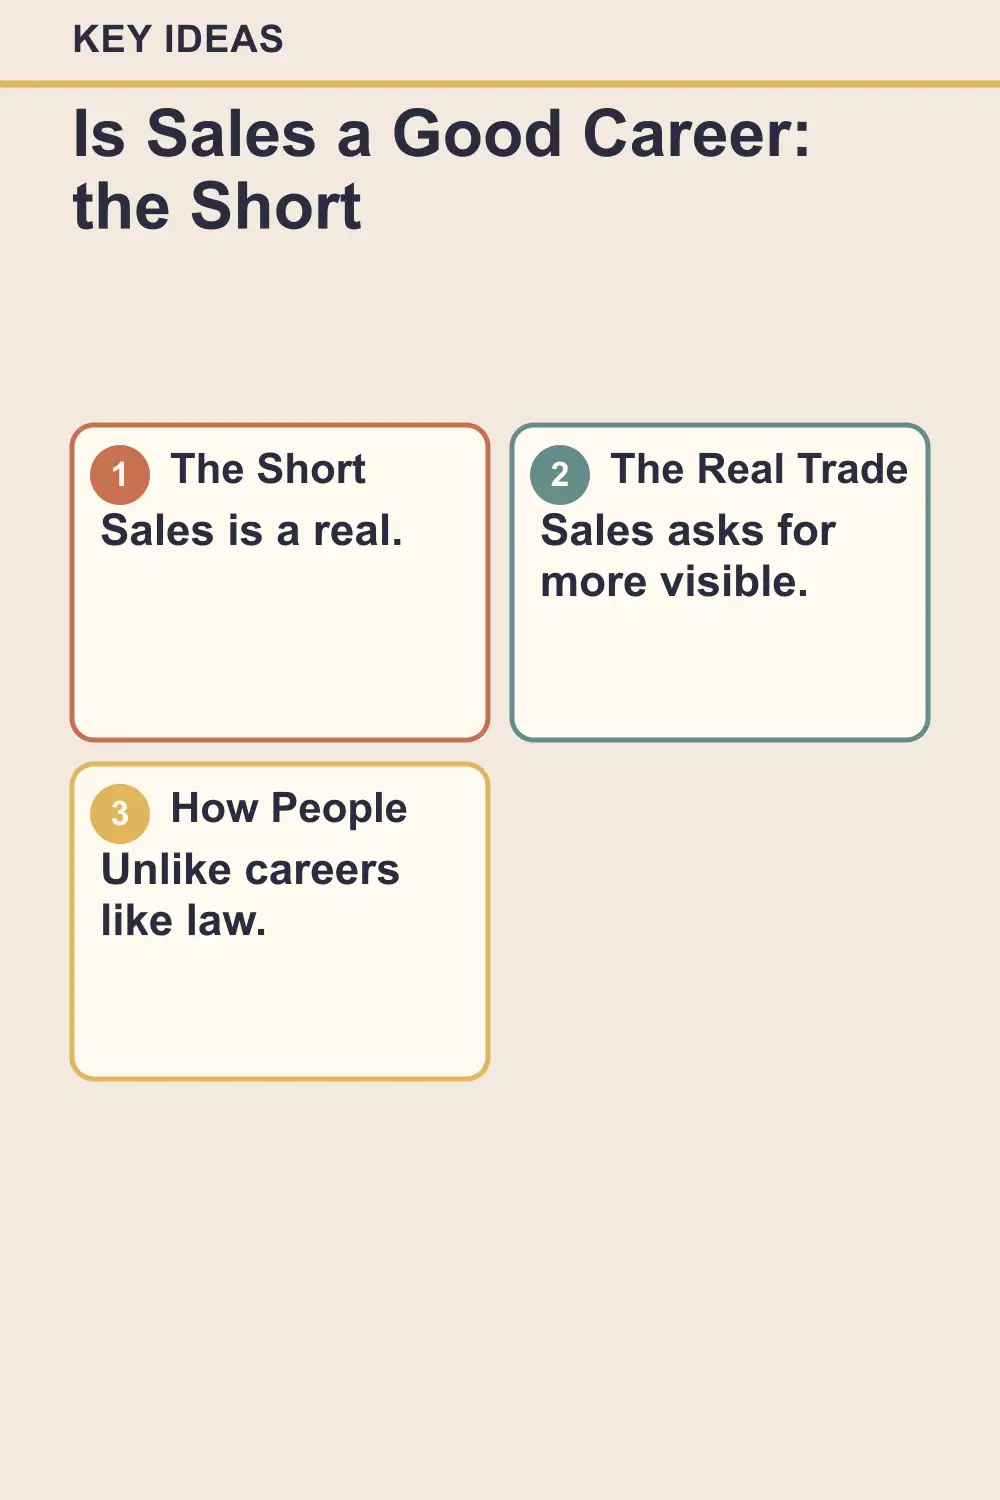 KEY IDEAS
Is Sales a Good Career:
the Short
1 The Short
Sales is a real.
2 The Real Trade
Sales asks for
more visible.
3 How People
Unlike careers
like law.